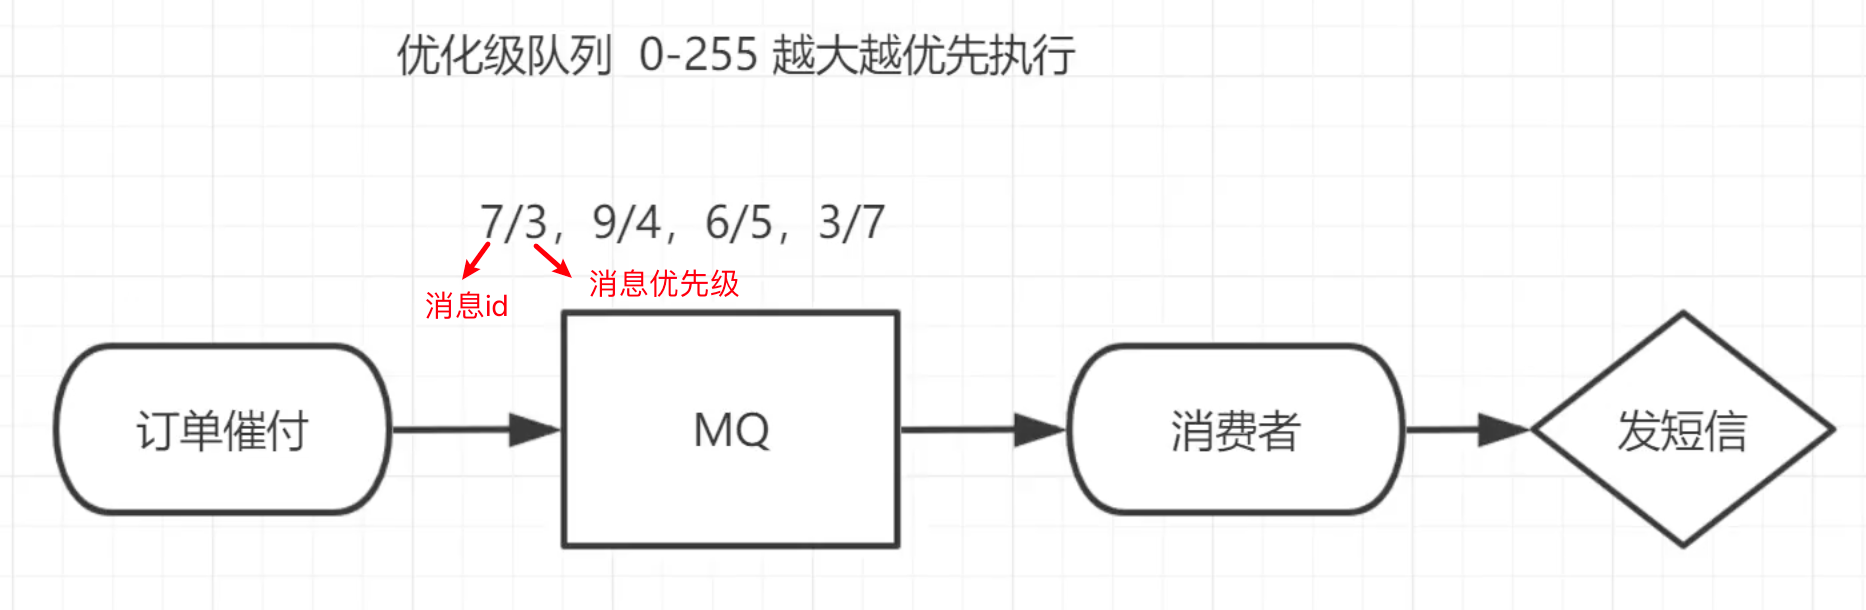 优化级队列 0-255 越大越优先执行
7/3, 9/4, 6/5, 3/7
消息id
消息优先级
订单催付
MQ
消费者
发短信